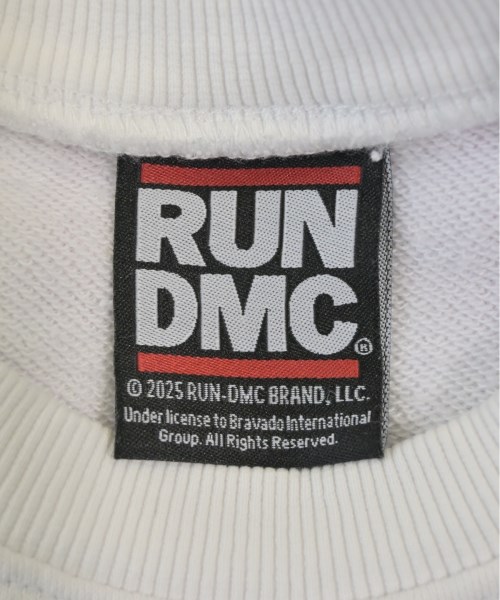 RUN
DMC®
© 2025 RUN-DMC BRAND, LLC.
Under license to Bravado International
Group. All Rights Reserved.